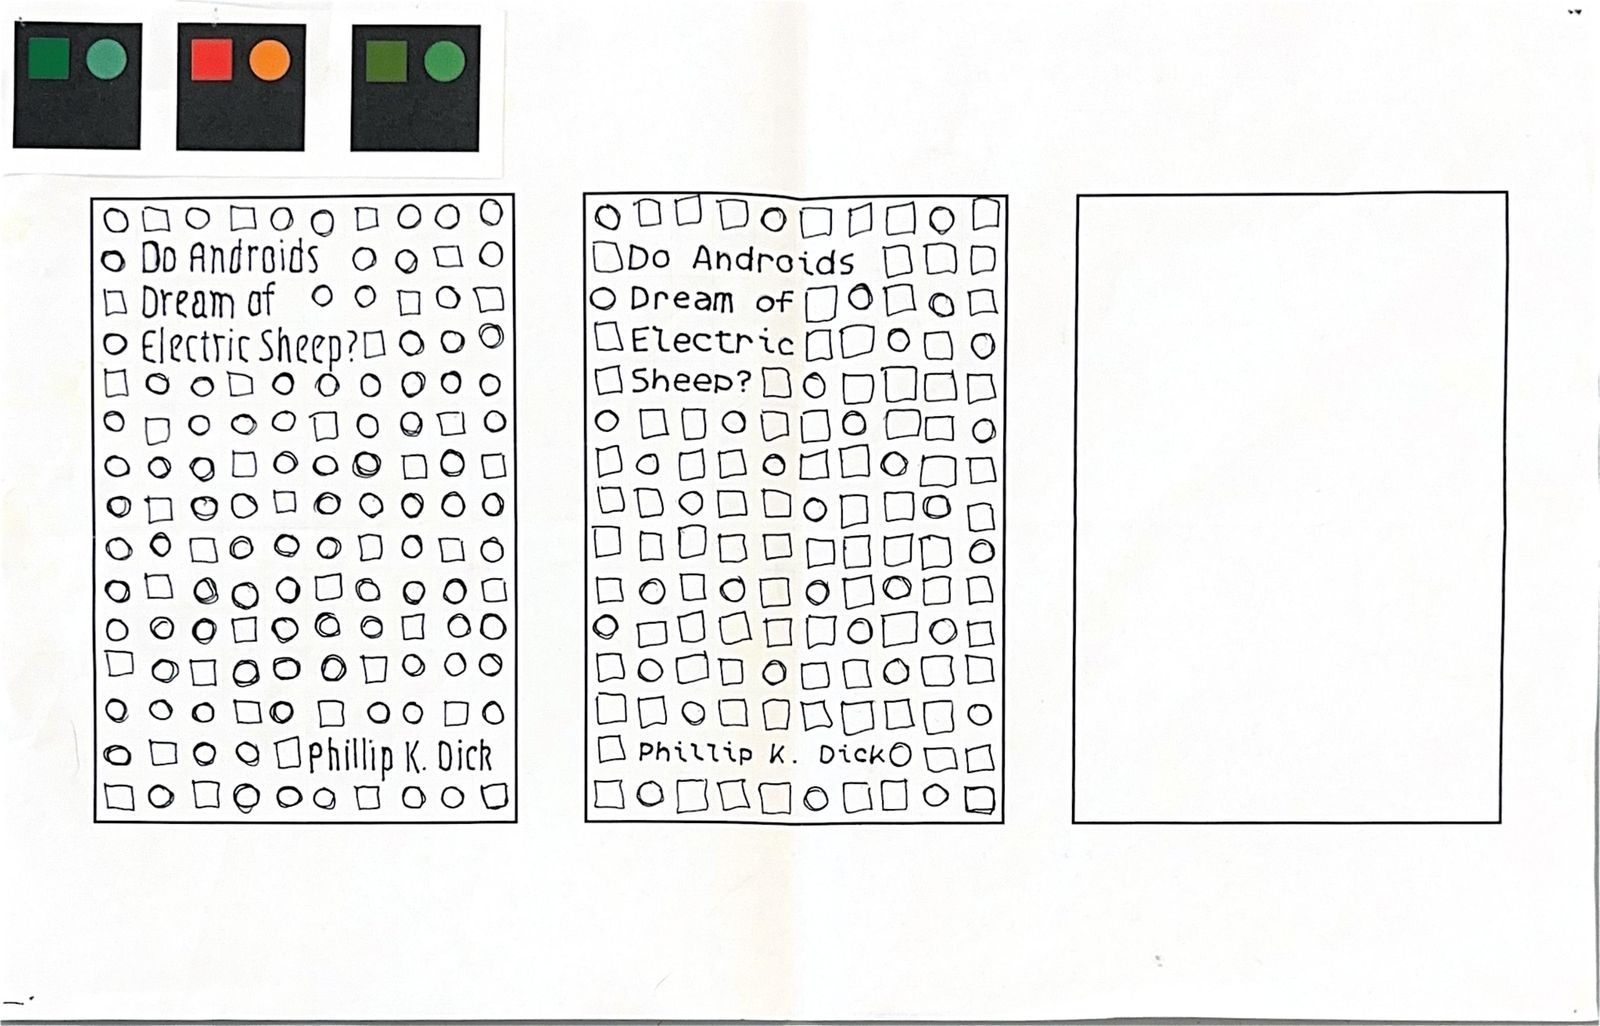 Do Androids
Dream of
Electric Sheep?
Phillip K. Dick
Do Androids
Dream of
Electric
Sheep?
Phillip K. Dick